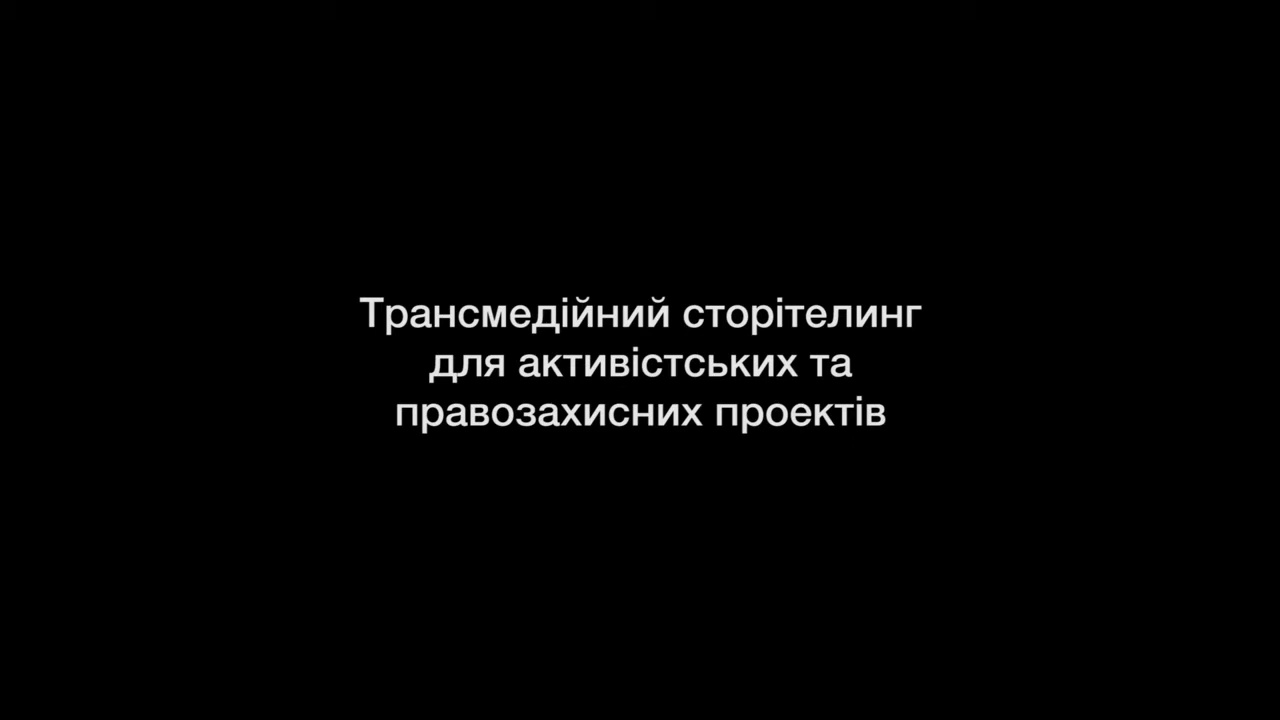 Трансмедійний сторітелинг
для активістських та
правозахисних проектів